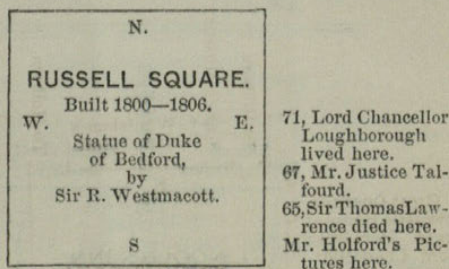 N.
RUSSELL SQUARE.
Built 1800—1806.
W.
E.
Statue of Duke
of Bedford,
by
Sir R. Westmacott.
S
71, Lord Chancellor
Loughborough
lived here.
67, Mr. Justice Tal-
fourd.
65, Sir Thomas Law-
rence died here.
Mr. Holford's Pic-
tures here.